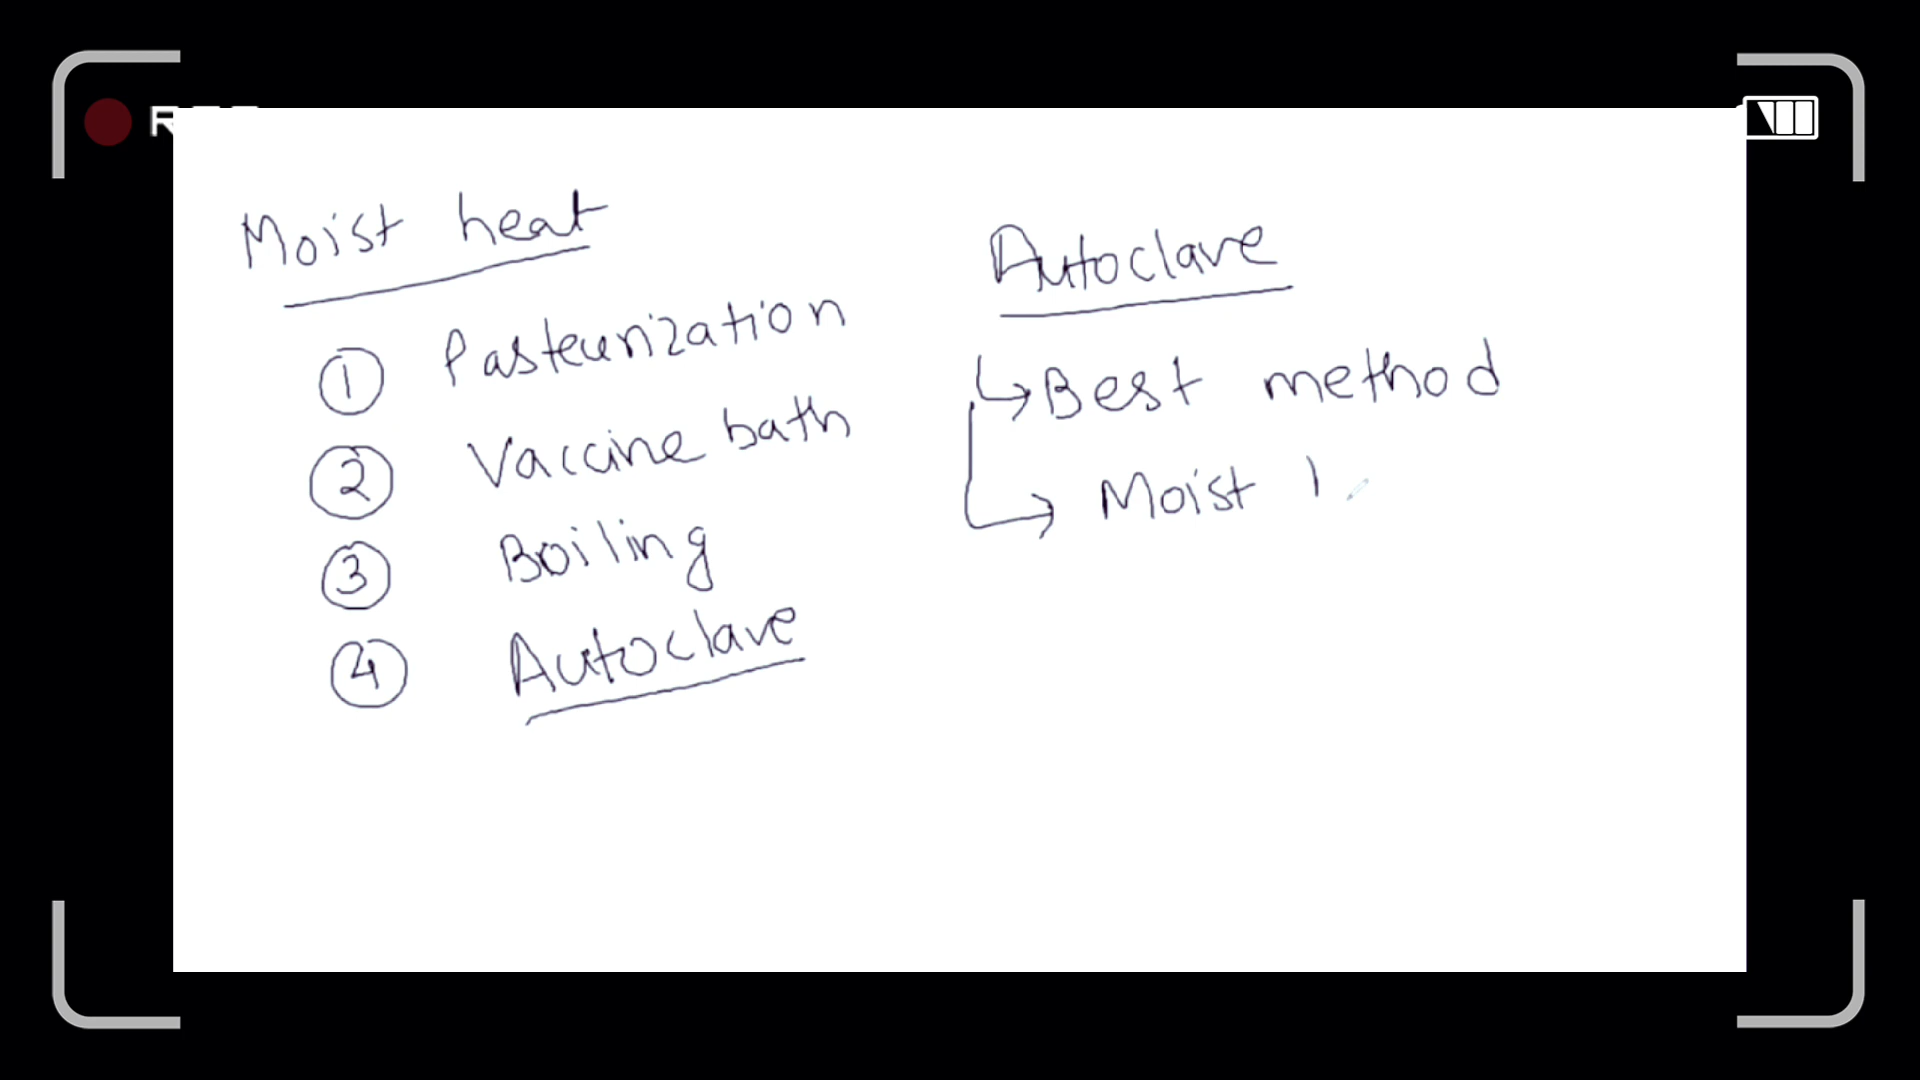 Moist heat
① Pasteurization
② Vaccine bath
③ Boiling
④ Autoclave
Autoclave
↳ Best method
↳ Moist